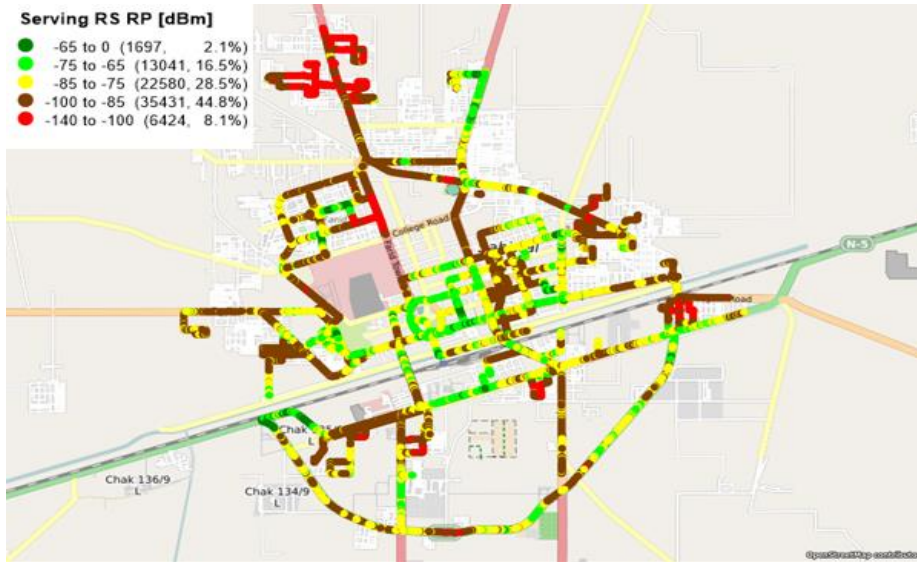 Serving RS RP [dBm]
-65 to 0 (1697, 2.1%)
-75 to -65 (13041, 16.5%)
-85 to -75 (22580, 28.5%)
-100 to -85 (35431, 44.8%)
-140 to -100 (6424, 8.1%)
College Road
N-5
Road
Chak
L
Chak 136/9
L
Chak 134/9
L
OpenStreetMap contributo